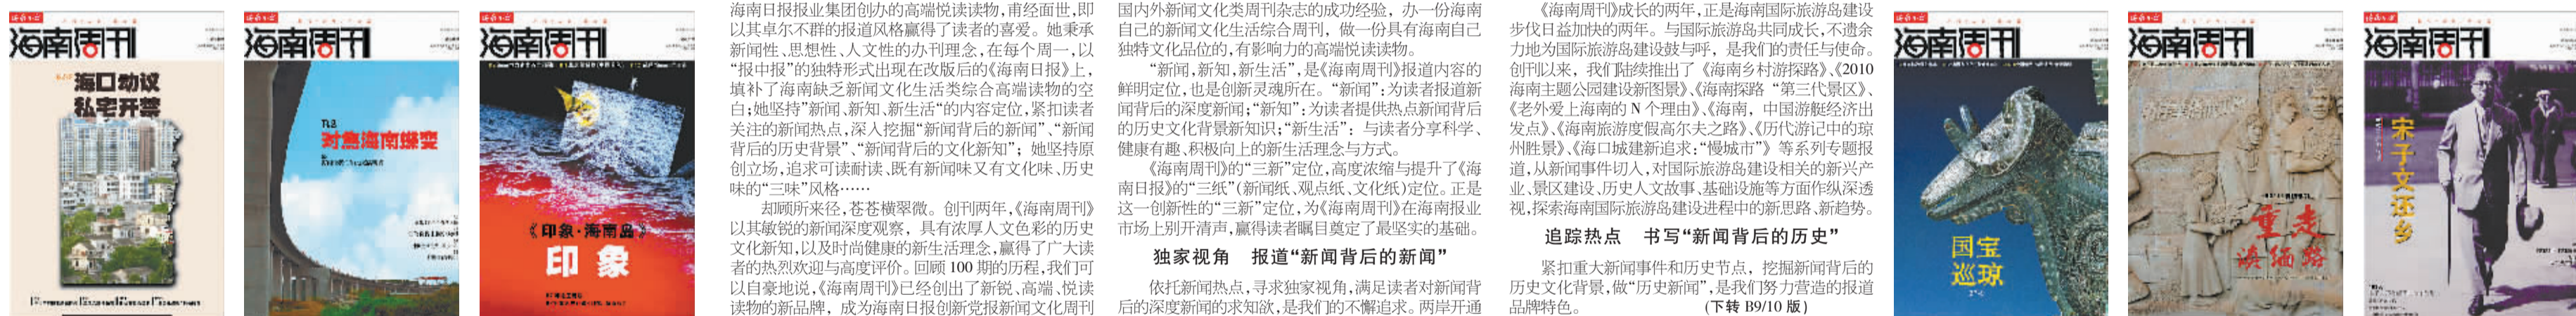 海南周刊
海口动议
私宅开禁
海南周刊
对焦海南蝶变
海南周刊
《印象·海南岛》
印象
海南日报报业集团创办的高端悦读读物，甫经面世，即
以其卓尔不群的报道风格赢得了读者的喜爱。她秉承
新闻性、思想性、人文性的办刊理念，在每个周一，以
“报中报”的独特形式出现在改版后的《海南日报》上，
填补了海南缺乏新闻文化生活类综合高端读物的空
白；她坚持“新闻、新知、新生活“的内容定位，紧扣读者
关注的新闻热点，深入挖掘“新闻背后的新闻”、“新闻
背后的历史背景”、“新闻背后的文化新知”；她坚持原
创立场，追求可读耐读、既有新闻味又有文化味、历史
味的“三味”风格……
却顾所来径，苍苍横翠微。创刊两年，《海南周刊》
以其敏锐的新闻深度观察，具有浓厚人文色彩的历史
文化新知，以及时尚健康的新生活理念，赢得了广大读
者的热烈欢迎与高度评价。回顾 100 期的历程，我们可
以自豪地说，《海南周刊》已经创出了新锐、高端、悦读
读物的新品牌，成为海南日报创新党报新闻文化周刊
国内外新闻文化类周刊杂志的成功经验，办一份海南
自己的新闻文化生活综合周刊，做一份具有海南自己
独特文化品位的，有影响力的高端悦读读物。
“新闻，新知，新生活”，是《海南周刊》报道内容的
鲜明定位，也是创新灵魂所在。“新闻”：为读者报道新
闻背后的深度新闻；“新知”：为读者提供热点新闻背后
的历史文化背景新知识；“新生活”：与读者分享科学、
健康有趣、积极向上的新生活理念与方式。
《海南周刊》的“三新”定位，高度浓缩与提升了《海
南日报》的“三纸”（新闻纸、观点纸、文化纸）定位。正是
这一创新性的“三新”定位，为《海南周刊》在海南报业
市场上别开清声，赢得读者瞩目奠定了最坚实的基础。
独家视角 报道“新闻背后的新闻”
依托新闻热点，寻求独家视角，满足读者对新闻背
后的深度新闻的求知欲，是我们的不懈追求。两岸开通
《海南周刊》成长的两年，正是海南国际旅游岛建设
步伐日益加快的两年。与国际旅游岛共同成长，不遗余
力地为国际旅游岛建设鼓与呼，是我们的责任与使命。
创刊以来，我们陆续推出了《海南乡村游探路》、《2010
海南主题公园建设新图景》、《海南探路“第三代景区》、
《老外爱上海南的 N 个理由》、《海南，中国游艇经济出
发点》、《海南旅游度假高尔夫之路》、《历代游记中的琼
州胜景》、《海口城建新追求：“慢城市”》等系列专题报
道，从新闻事件切入，对国际旅游岛建设相关的新兴产
业、景区建设、历史人文故事、基础设施等方面作纵深透
视，探索海南国际旅游岛建设进程中的新思路、新趋势。
追踪热点 书写“新闻背后的历史”
紧扣重大新闻事件和历史节点，挖掘新闻背后的
历史文化背景，做“历史新闻”，是我们努力营造的报道
品牌特色。 （下转 B9/10 版）
海南周刊
国宝
巡琼
海南周刊
重走
滇缅路
海南周刊
宋子文还乡